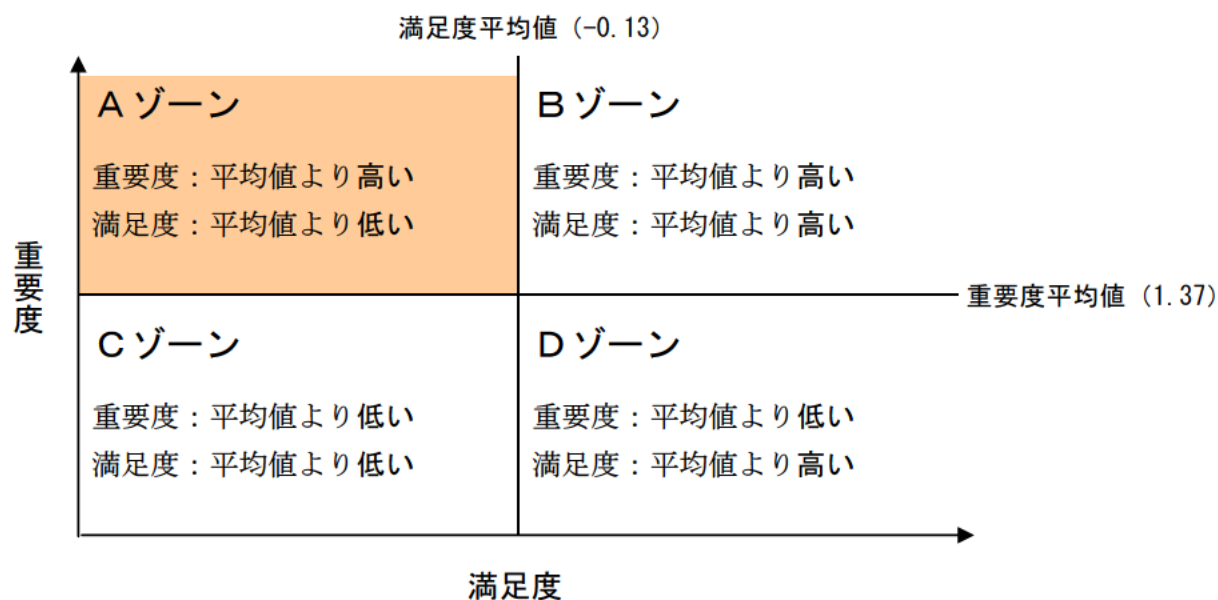 満足度平均値（-0.13）
Ａゾーン
重要度：平均値より高い
満足度：平均値より低い
Ｂゾーン
重要度：平均値より高い
満足度：平均値より高い
重要度
重要度平均値（1.37）
Ｃゾーン
重要度：平均値より低い
満足度：平均値より低い
Ｄゾーン
重要度：平均値より低い
満足度：平均値より高い
満足度